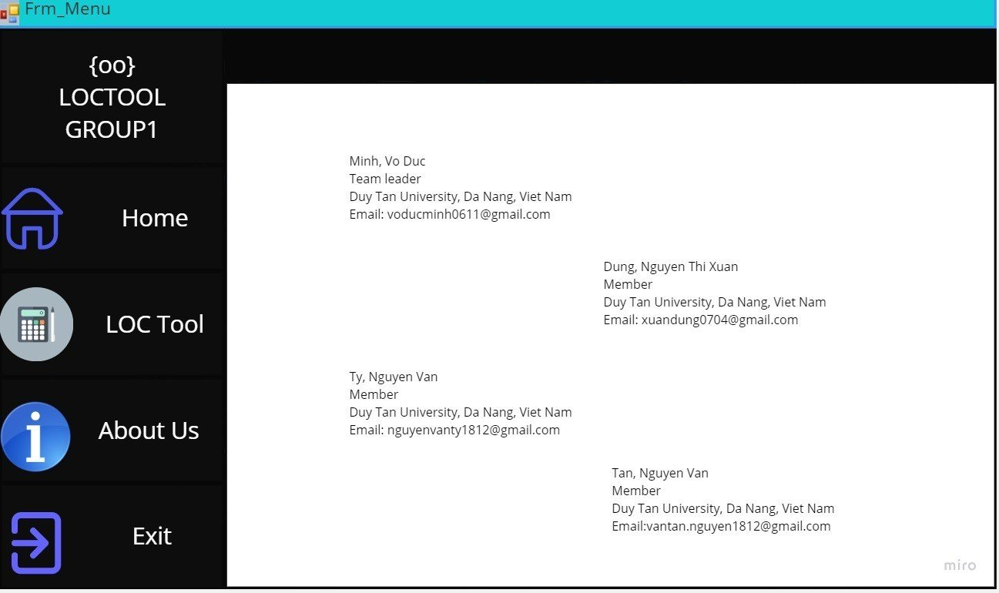 Frm_Menu
{oo}
LOCTOOL
GROUP1
Home
LOC Tool
About Us
Exit
Minh, Vo Duc
Team leader
Duy Tan University, Da Nang, Viet Nam
Email: voducminh0611@gmail.com
Dung, Nguyen Thi Xuan
Member
Duy Tan University, Da Nang, Viet Nam
Email: xuandung0704@gmail.com
Ty, Nguyen Van
Member
Duy Tan University, Da Nang, Viet Nam
Email: nguyenvanty1812@gmail.com
Tan, Nguyen Van
Member
Duy Tan University, Da Nang, Viet Nam
Email:vantan.nguyen1812@gmail.com
miro